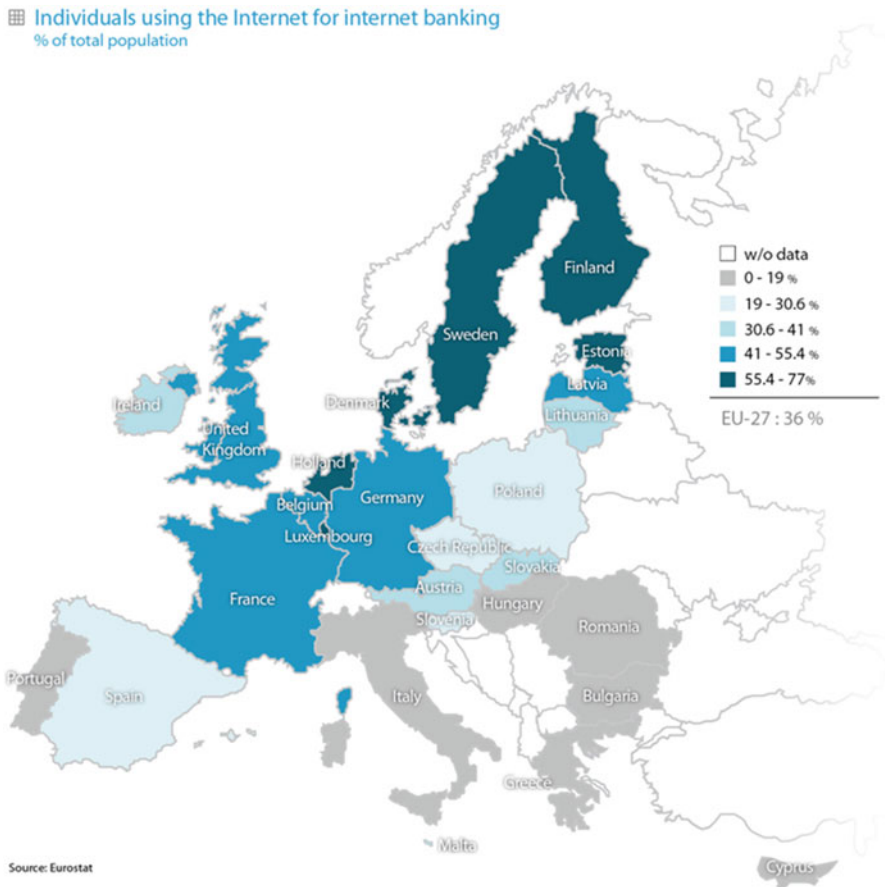 Individuals using the Internet for internet banking
% of total population
Finland
w/o data
0 - 19 %
19 - 30.6 %
30.6 - 41 %
41 - 55.4 %
55.4 - 77%
EU-27 : 36 %
Sweden
Estonia
Latvia
Denmark
Ireland
Lithuania
United
Kingdom
Holland
Poland
Germany
Belgium
Luxembourg
Czech Republic
Slovakia
Austria
France
Hungary
Slovenia
Romania
Portugal
Spain
Italy
Bulgaria
Greece
Malta
Source: Eurostat
Cyprus